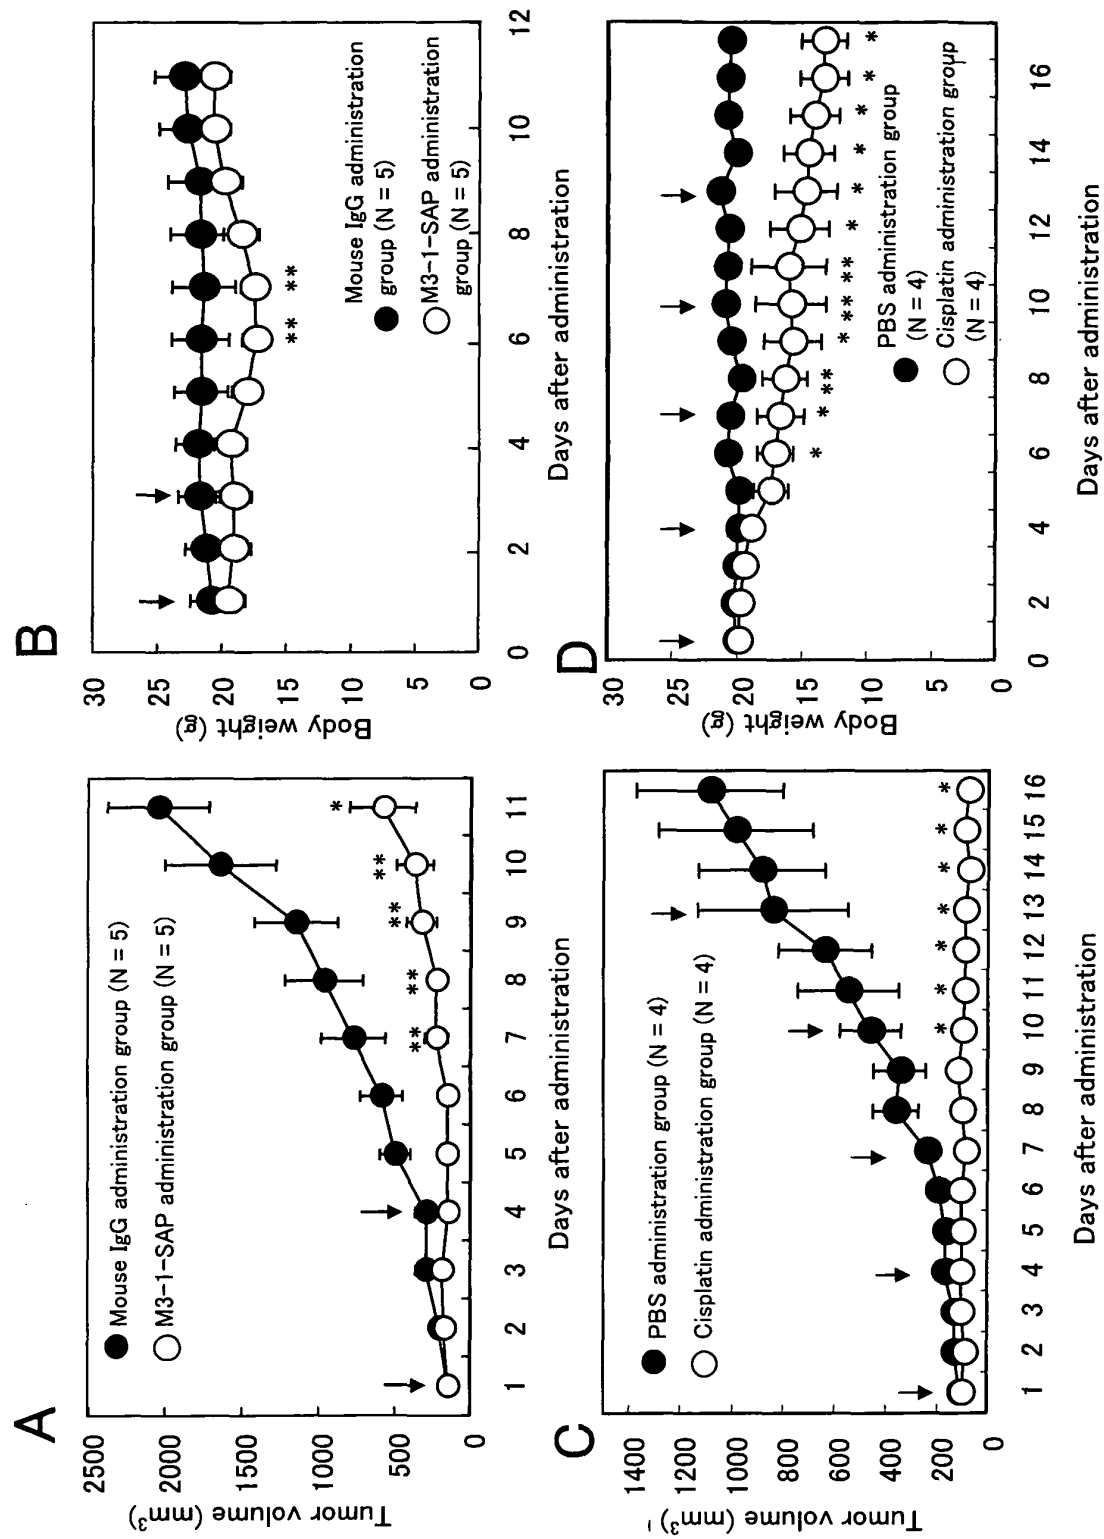 A
2500
2000
1500
1000
500
0
Tumor volume (mm³)
Mouse IgG administration group (N = 5)
M3-1-SAP administration group (N = 5)
** ** ** ** *
1 2 3 4 5 6 7 8 9 10 11
Days after administration
B
30
25
20
15
10
5
0
Body weight (g)
** **
Mouse IgG administration
group (N = 5)
M3-1-SAP administration
group (N = 5)
0 2 4 6 8 10 12
Days after administration
C
1400
1200
1000
800
600
400
200
0
Tumor volume (mm³)
PBS administration group (N = 4)
Cisplatin administration group (N = 4)
* * * * * * *
1 2 3 4 5 6 7 8 9 10 11 12 13 14 15 16
Days after administration
D
30
25
20
15
10
5
0
Body weight (g)
* * ** * ** ** * * * * * *
PBS administration group
(N = 4)
Cisplatin administration group
(N = 4)
0 2 4 6 8 10 12 14 16
Days after administration